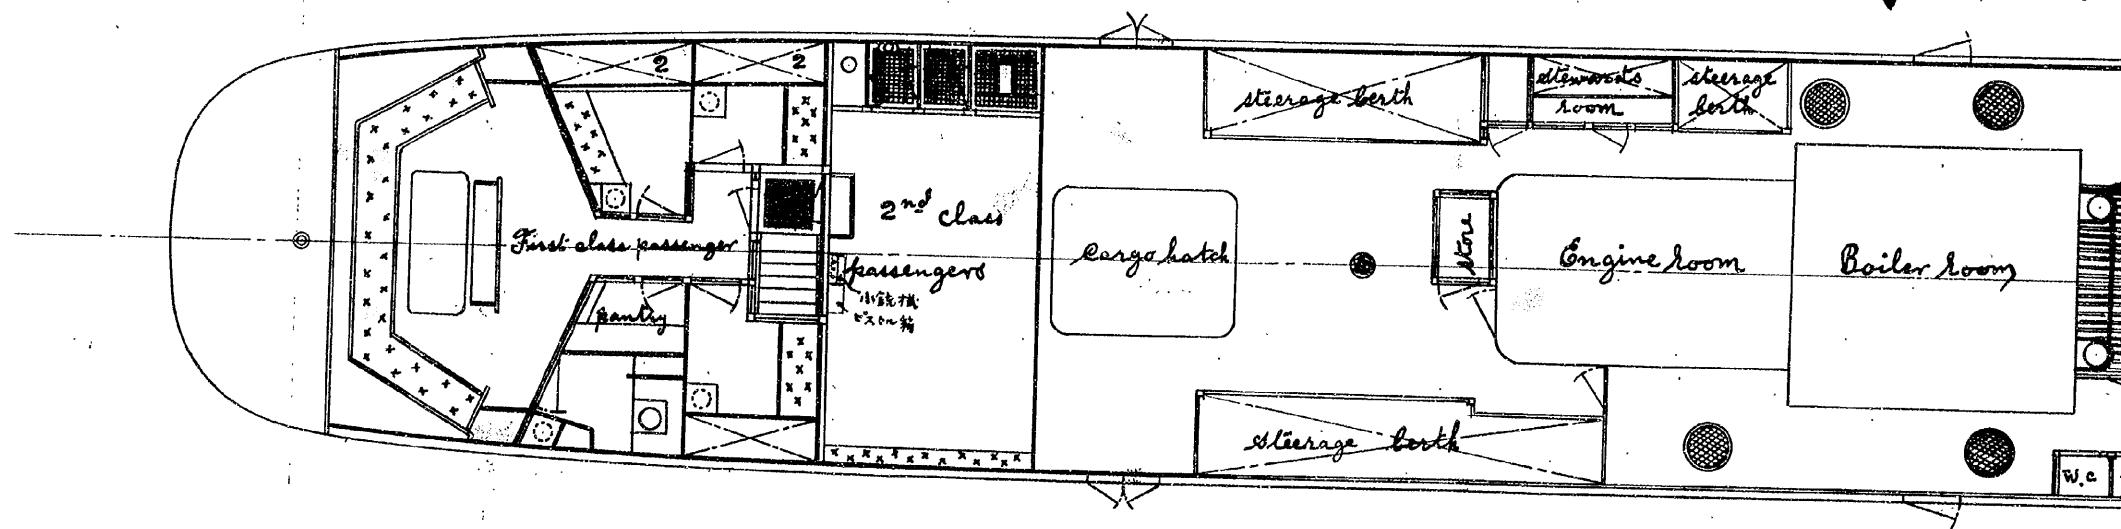 2
2
steerage berth
stewards
room
steerage
berth
2nd class
First class passenger
passengers
小銃機
ピストル箱
cargo hatch
store
Engine room
Boiler room
pantry
steerage berth
W.C